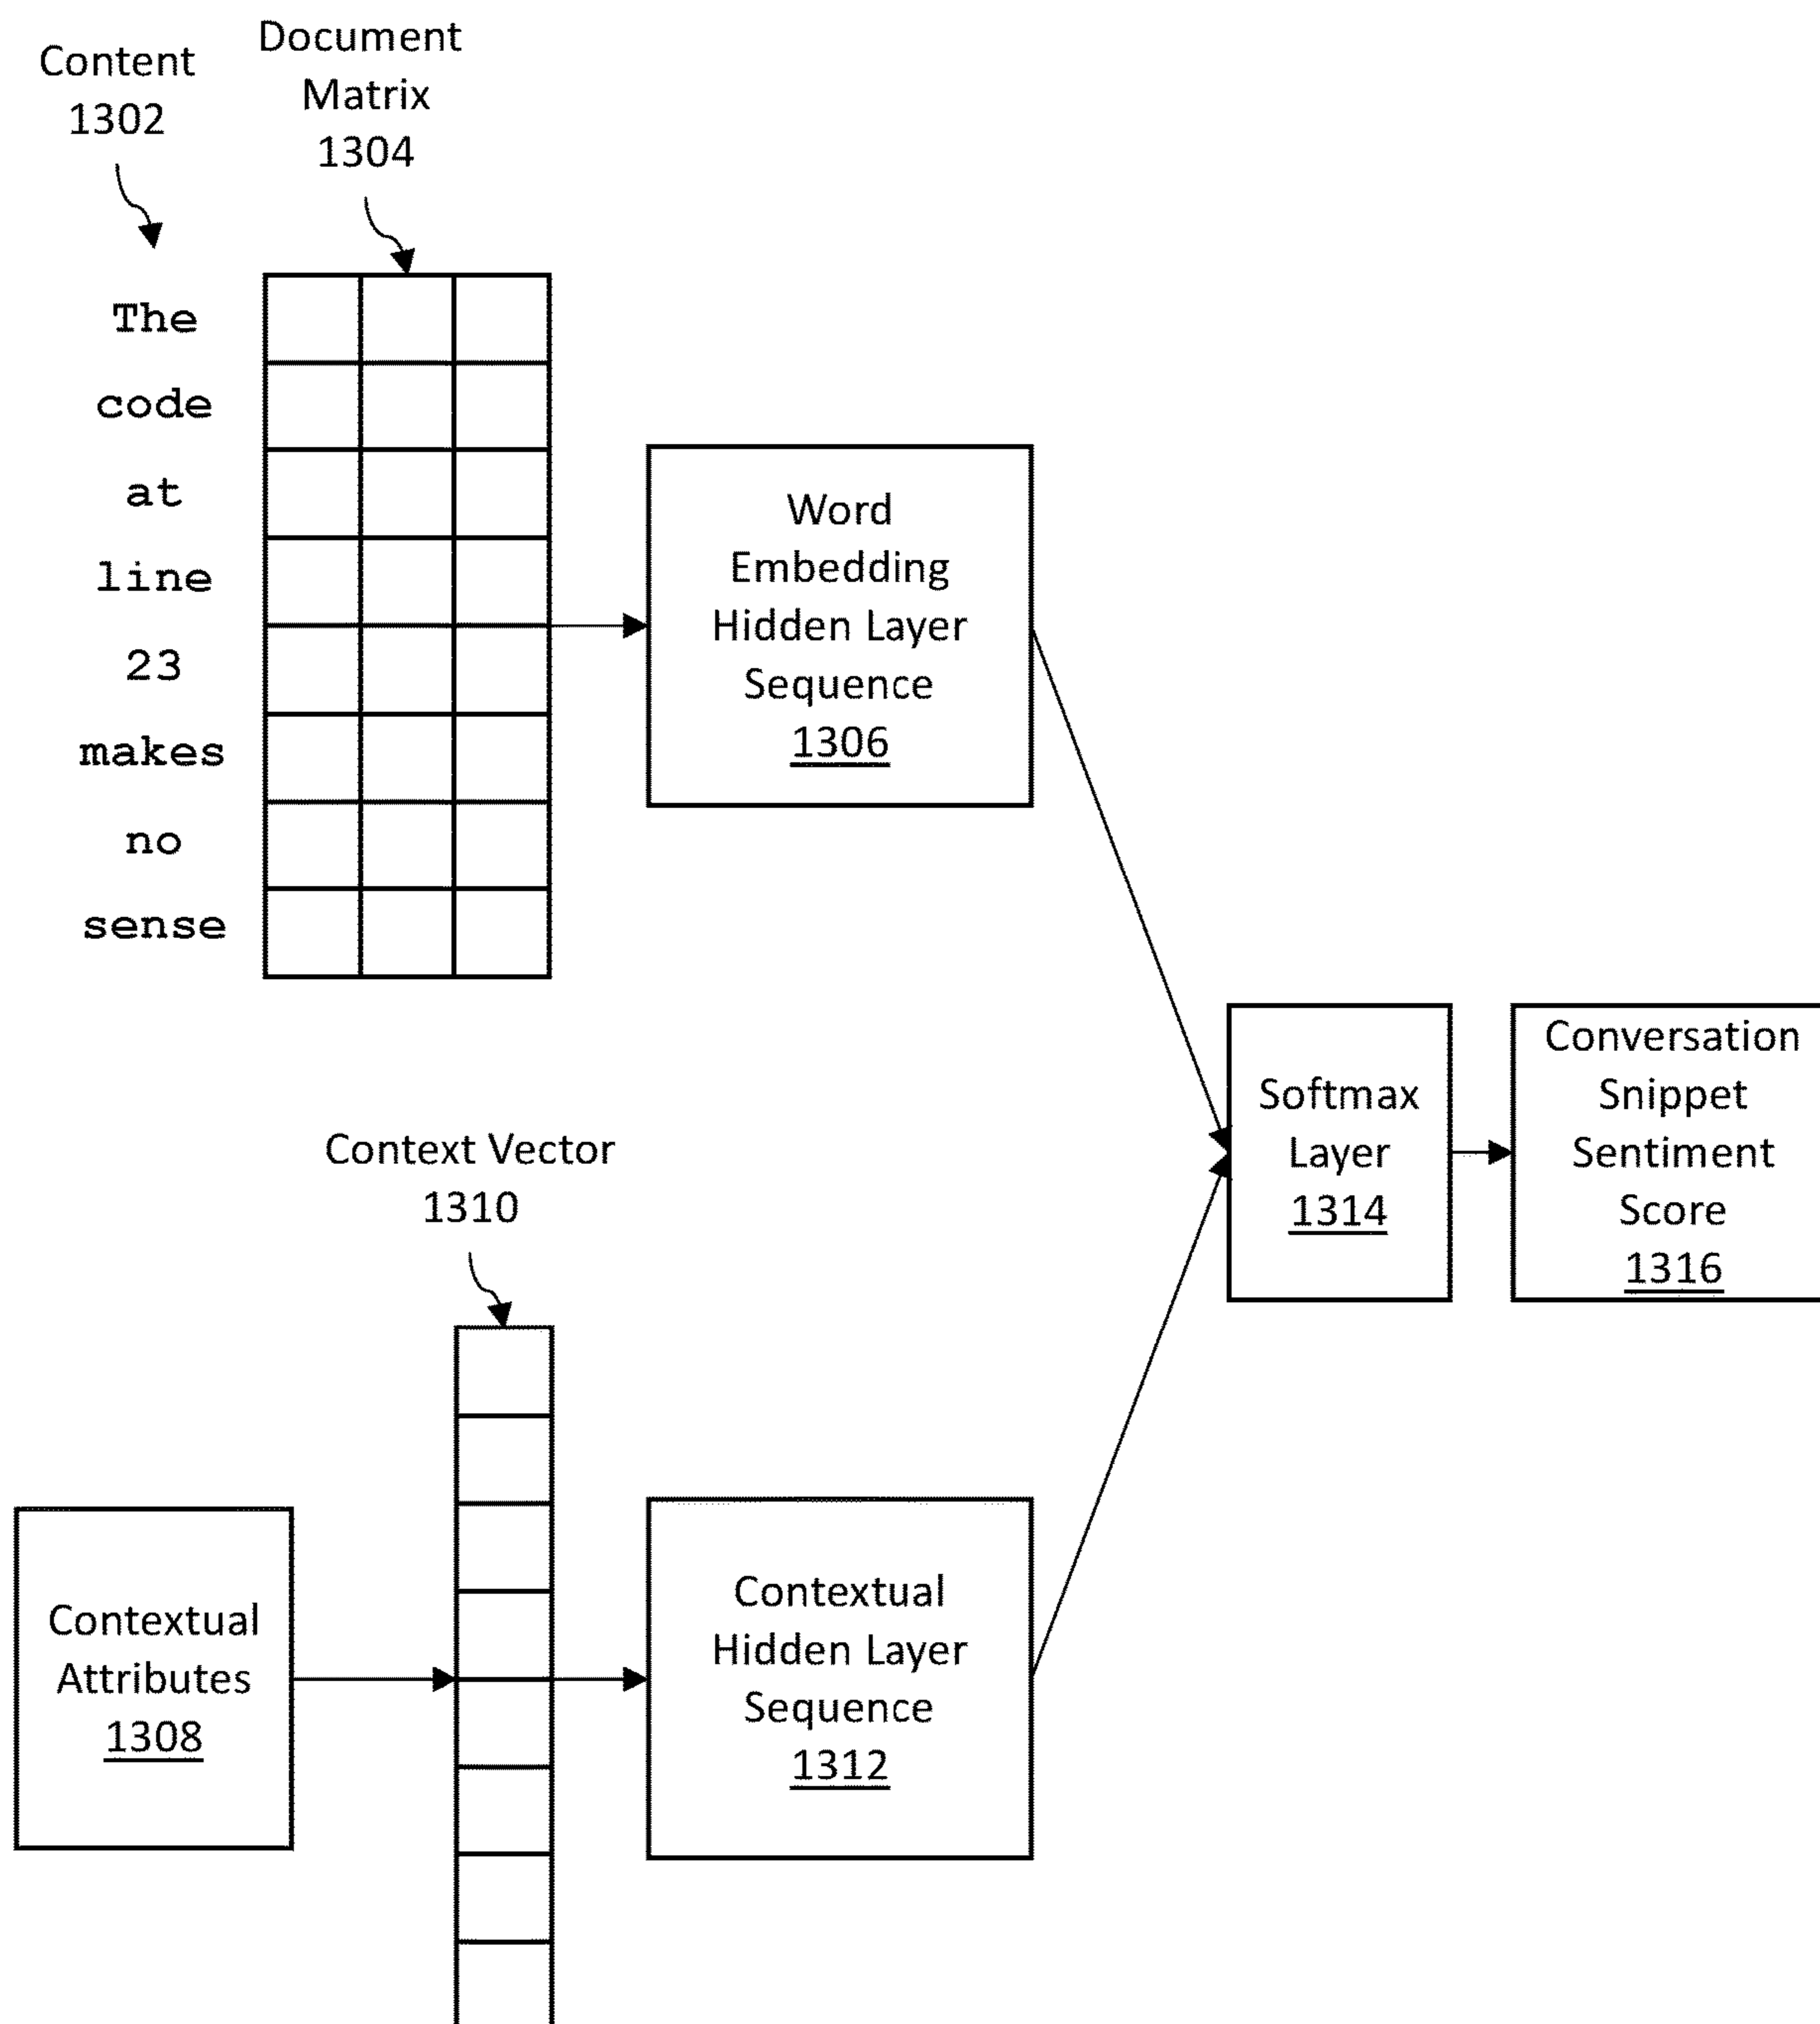 Content
1302
Document
Matrix
1304
The
code
at
line
23
makes
no
sense
Word
Embedding
Hidden Layer
Sequence
1306
Context Vector
1310
Contextual
Attributes
1308
Contextual
Hidden Layer
Sequence
1312
Softmax
Layer
1314
Conversation
Snippet
Sentiment
Score
1316